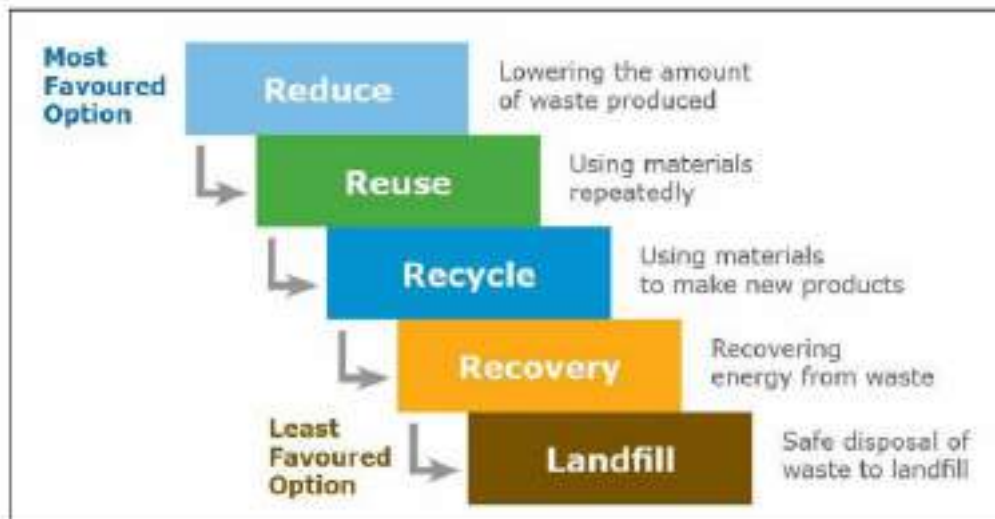 Most
Favoured
Option
Reduce
Lowering the amount
of waste produced
Reuse
Using materials
repeatedly
Recycle
Using materials
to make new products
Recovery
Recovering
energy from waste
Least
Favoured
Option
Landfill
Safe disposal of
waste to landfill